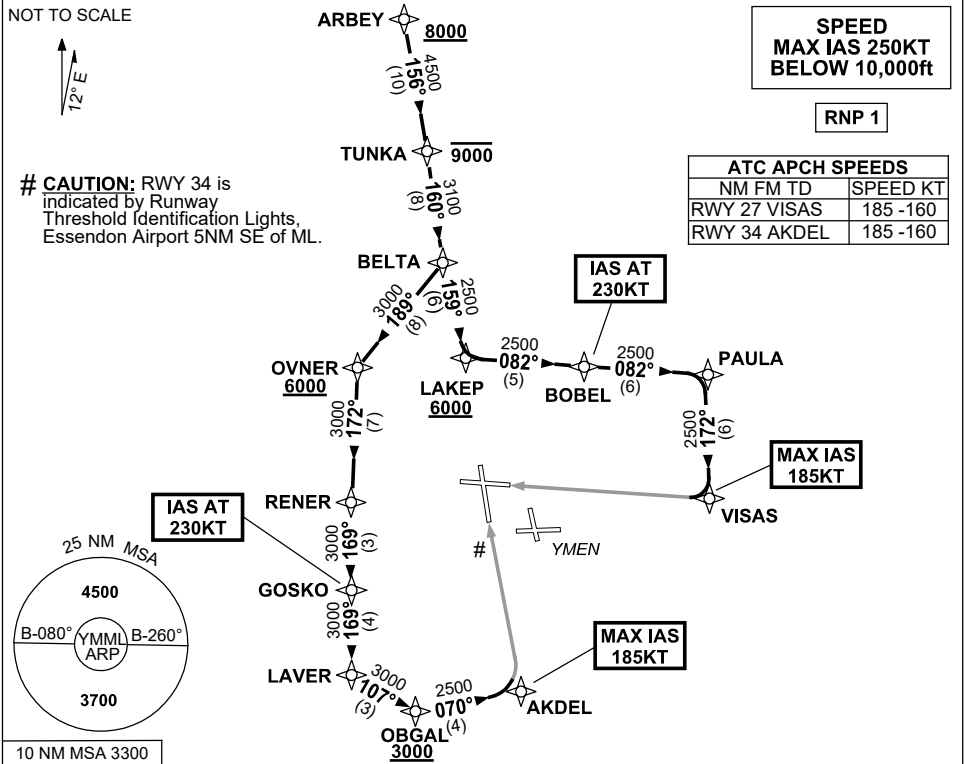 NOT TO SCALE
12° E
ARBEY
8000
4500
156°
(10)
SPEED
MAX IAS 250KT
BELOW 10,000ft
RNP 1
TUNKA
9000
# CAUTION: RWY 34 is
indicated by Runway
Threshold Identification Lights,
Essendon Airport 5NM SE of ML.
3100
160°
(8)
ATC APCH SPEEDS
NM FM TD SPEED KT
RWY 27 VISAS 185 -160
RWY 34 AKDEL 185 -160
BELTA
3000
189°
(8)
2500
159°
(6)
IAS AT
230KT
OVNER
6000
LAKEP
6000
2500
082°
(5)
BOBEL
2500
082°
(6)
PAULA
3000
172°
(7)
2500
172°
(6)
MAX IAS
185KT
VISAS
RENER
IAS AT
230KT
3000
169°
(3)
YMEN
#
GOSKO
3000
169°
(4)
25 NM MSA
4500
B-080°
YMML
ARP
B-260°
3700
10 NM MSA 3300
MAX IAS
185KT
LAVER
3000
107°
(3)
OBGAL
3000
2500
070°
(4)
AKDEL